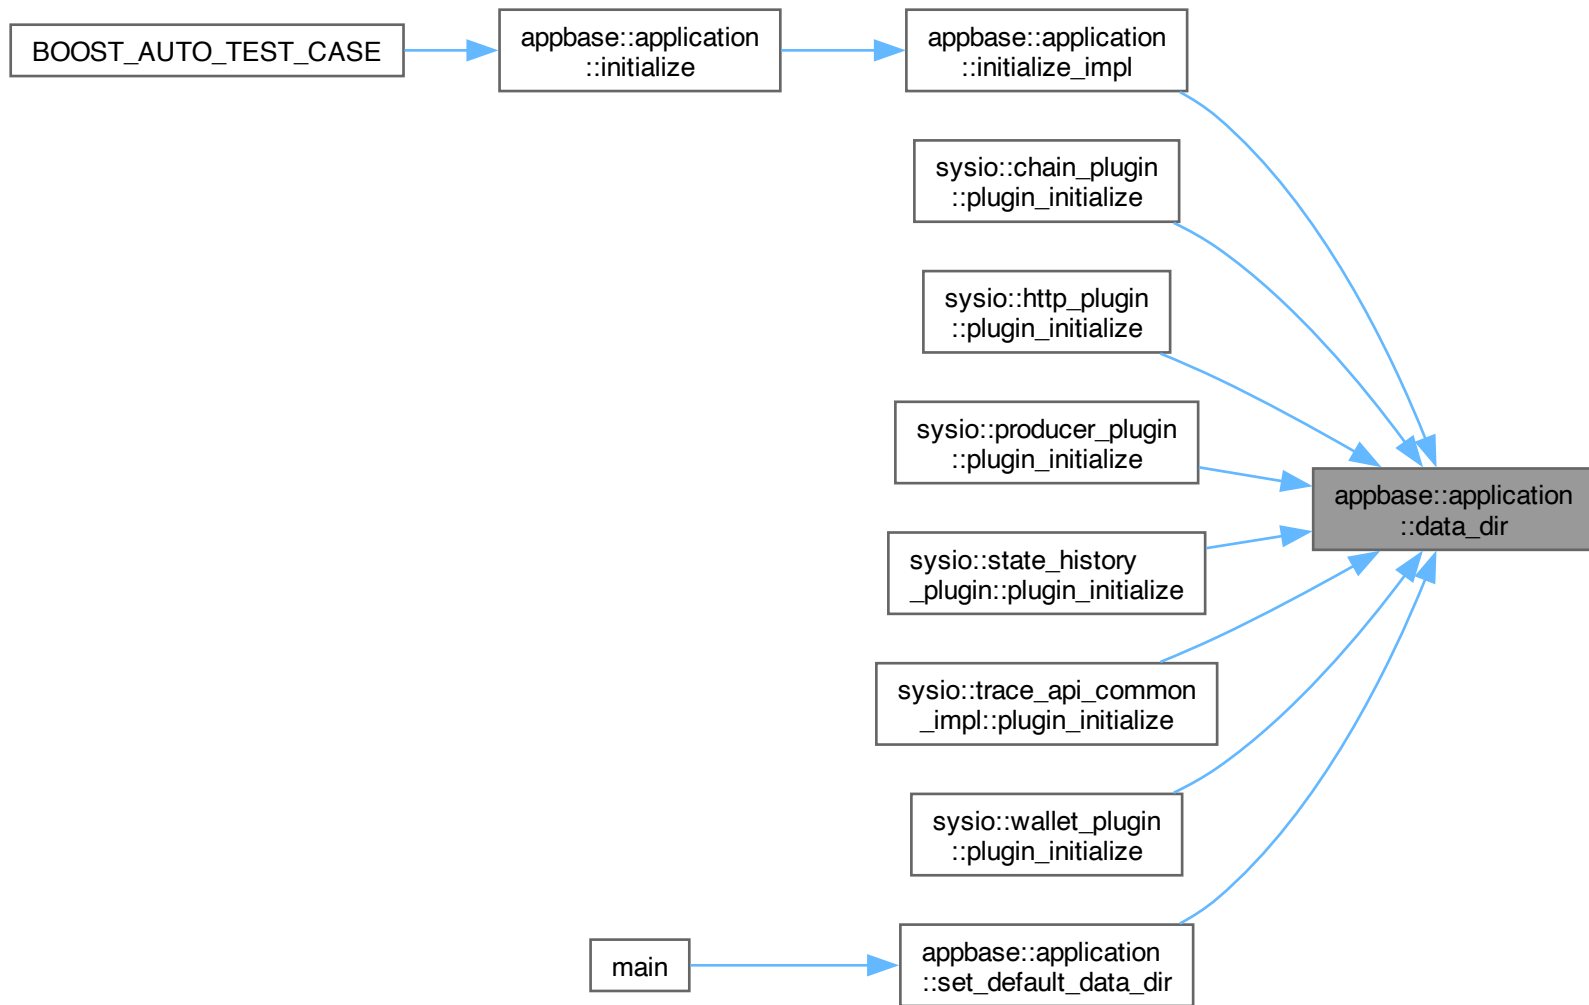 BOOST_AUTO_TEST_CASE
appbase::application
::initialize
appbase::application
::initialize_impl
sysio::chain_plugin
::plugin_initialize
sysio::http_plugin
::plugin_initialize
sysio::producer_plugin
::plugin_initialize
appbase::application
::data_dir
sysio::state_history
_plugin::plugin_initialize
sysio::trace_api_common
_impl::plugin_initialize
sysio::wallet_plugin
::plugin_initialize
main
appbase::application
::set_default_data_dir